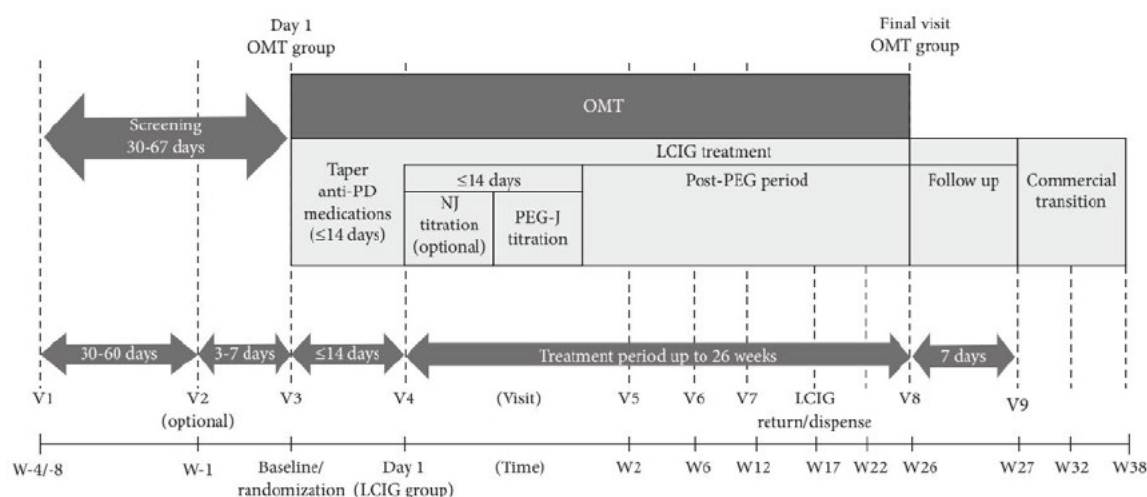 Day 1
OMT group
Final visit
OMT group
OMT
Screening
30-67 days
LCIG treatment
Taper
anti-PD
medications
(≤14 days)
≤14 days
NJ
titration
(optional)
PEG-J
titration
Post-PEG period
Follow up
Commercial
transition
30-60 days
3-7 days
≤14 days
Treatment period up to 26 weeks
7 days
V1
V2
(optional)
V3
V4
(Visit)
V5
V6
V7
LCIG
return/dispense
V8
V9
W-4/-8
W-1
Baseline/
randomization
Day 1
(LCIG group)
(Time)
W2
W6
W12
W17
W22
W26
W27
W32
W38